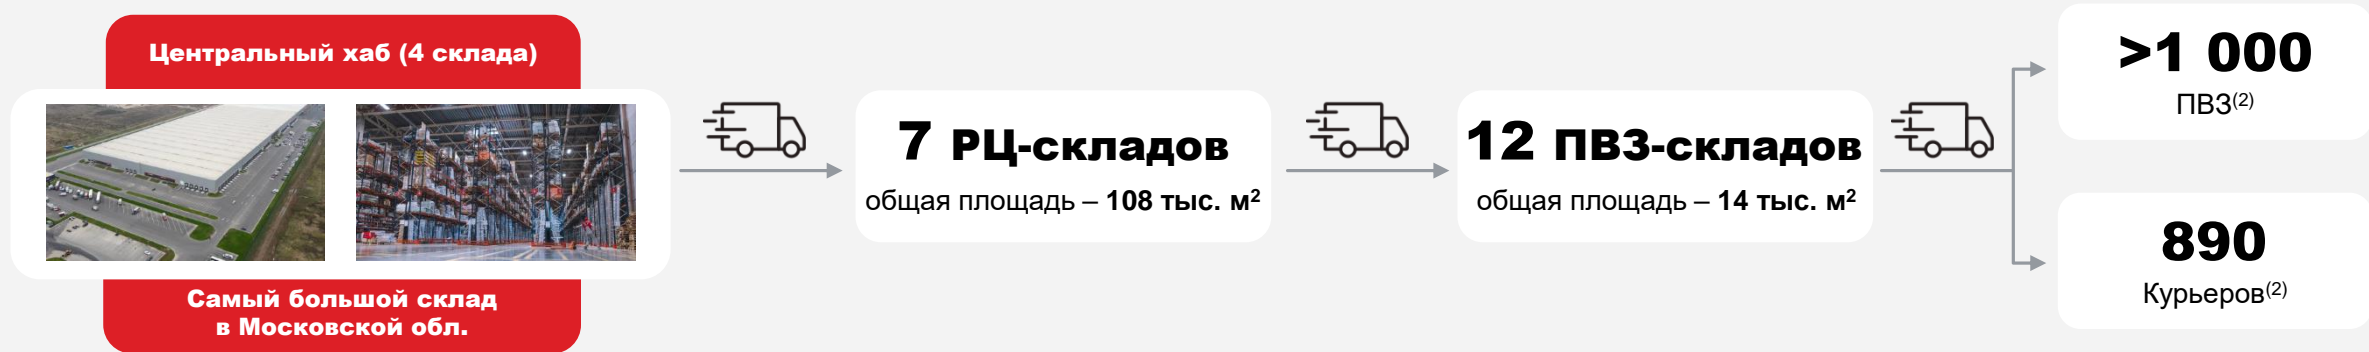 Центральный хаб (4 склада)
Самый большой склад
в Московской обл.
7 РЦ-складов
общая площадь – 108 тыс. м²
12 ПВЗ-складов
общая площадь – 14 тыс. м²
>1 000
ПВЗ⁽²⁾
890
Курьеров⁽²⁾